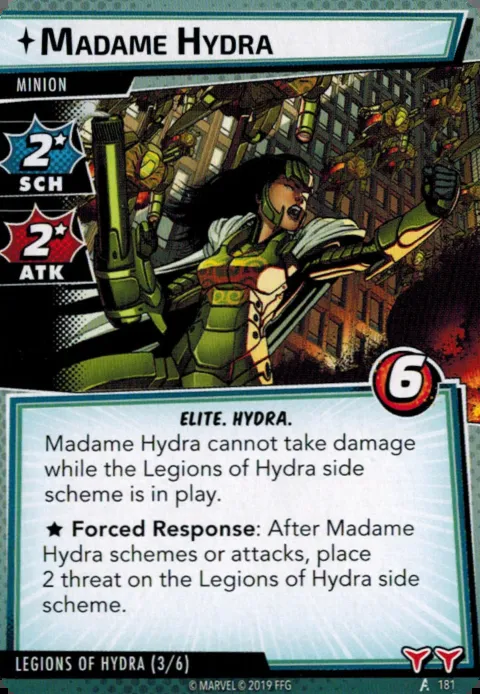 MADAME HYDRA
MINION
2
SCH
2
ATK
6
ELITE. HYDRA.
Madame Hydra cannot take damage
while the Legions of Hydra side
scheme is in play.
★ Forced Response: After Madame
Hydra schemes or attacks, place
2 threat on the Legions of Hydra side
scheme.
LEGIONS OF HYDRA (3/6)
© MARVEL © 2019 FFG
181